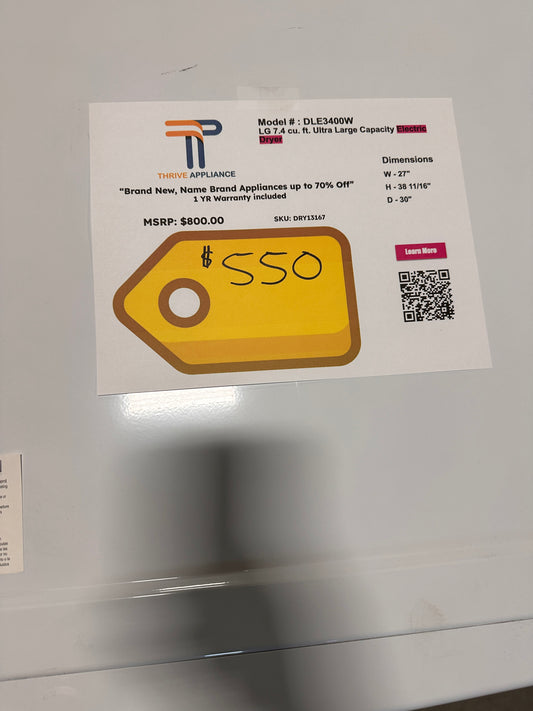 THRIVE APPLIANCE
Model # : DLE3400W
LG 7.4 cu. ft. Ultra Large Capacity Electric
Dryer
"Brand New, Name Brand Appliances up to 70% Off"
1 YR Warranty included
MSRP: $800.00
SKU: DRY13167
Dimensions
W - 27"
H - 38 11/16"
D - 30"
Learn More
$550